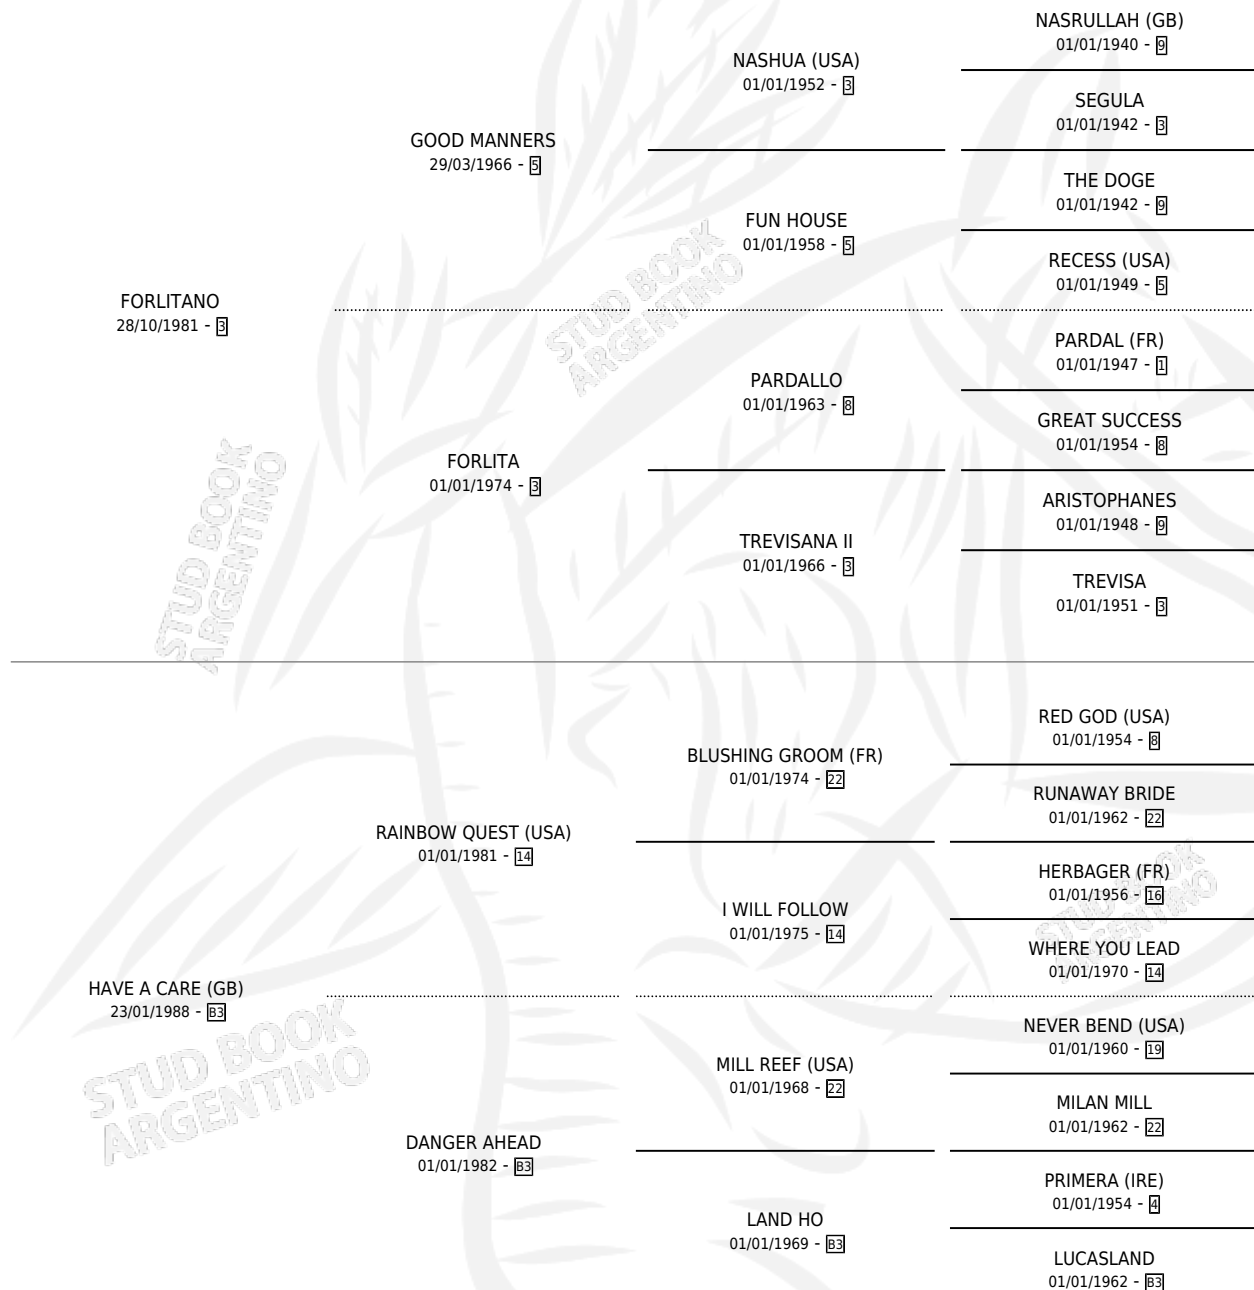 NASRULLAH (GB)
01/01/1940 - 9
NASHUA (USA)
01/01/1952 - 3
SEGULA
01/01/1942 - 3
GOOD MANNERS
29/03/1966 - 5
THE DOGE
01/01/1942 - 9
FUN HOUSE
01/01/1958 - 5
RECESS (USA)
01/01/1949 - 5
FORLITANO
28/10/1981 - 3
PARDAL (FR)
01/01/1947 - 1
PARDALLO
01/01/1963 - 8
GREAT SUCCESS
01/01/1954 - 8
FORLITA
01/01/1974 - 3
ARISTOPHANES
01/01/1948 - 9
TREVISANA II
01/01/1966 - 3
TREVISA
01/01/1951 - 3
RED GOD (USA)
01/01/1954 - 8
BLUSHING GROOM (FR)
01/01/1974 - 22
RUNAWAY BRIDE
01/01/1962 - 22
RAINBOW QUEST (USA)
01/01/1981 - 14
HERBAGER (FR)
01/01/1956 - 16
I WILL FOLLOW
01/01/1975 - 14
WHERE YOU LEAD
01/01/1970 - 14
HAVE A CARE (GB)
23/01/1988 - B3
NEVER BEND (USA)
01/01/1960 - 19
MILL REEF (USA)
01/01/1968 - 22
MILAN MILL
01/01/1962 - 22
DANGER AHEAD
01/01/1982 - B3
PRIMERA (IRE)
01/01/1954 - 4
LAND HO
01/01/1969 - B3
LUCASLAND
01/01/1962 - B3
STUD BOOK
ARGENTINO
STUD BOOK
ARGENTINO
STUD BOOK
ARGENTINO
STUD BOOK
ARGENTINO